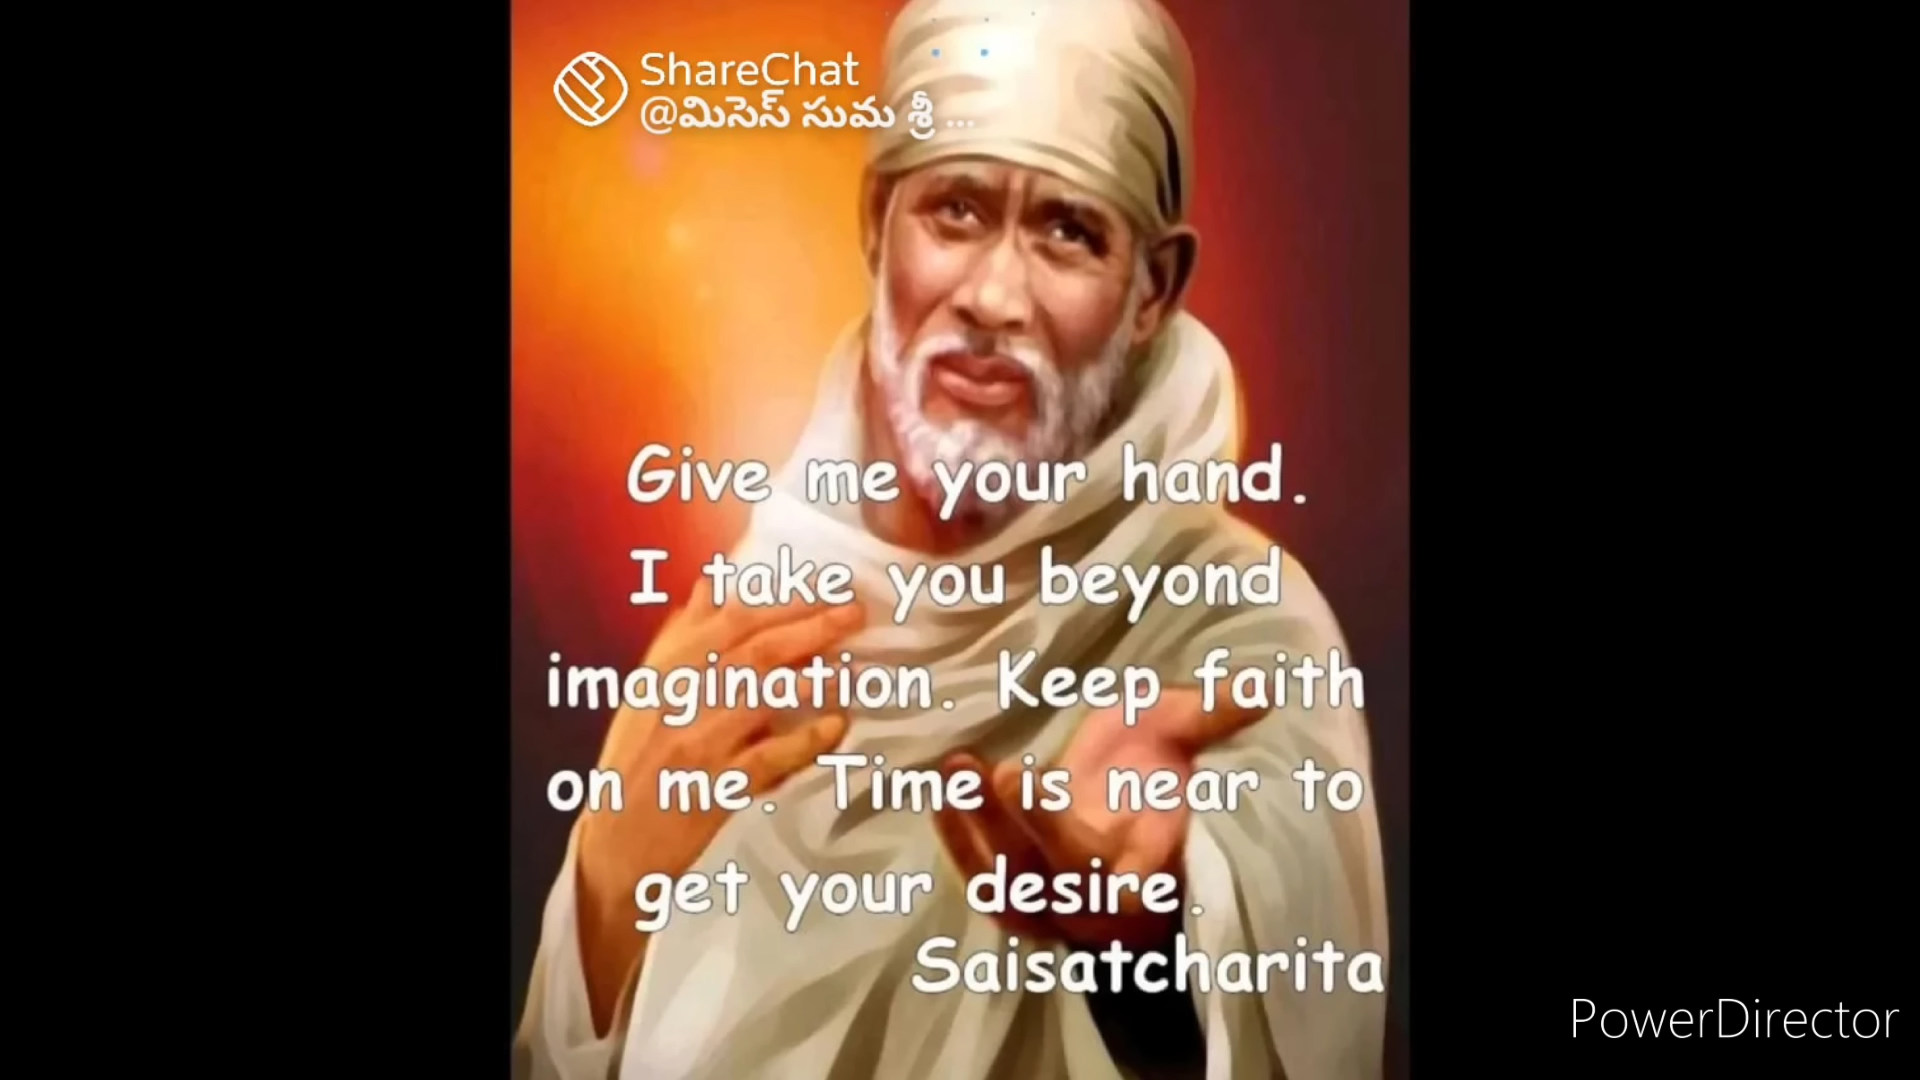 ShareChat
@మిసెస్ సుమ శ్రీ ...
Give me your hand.
I take you beyond
imagination. Keep faith
on me. Time is near to
get your desire.
Saisatcharita
PowerDirector